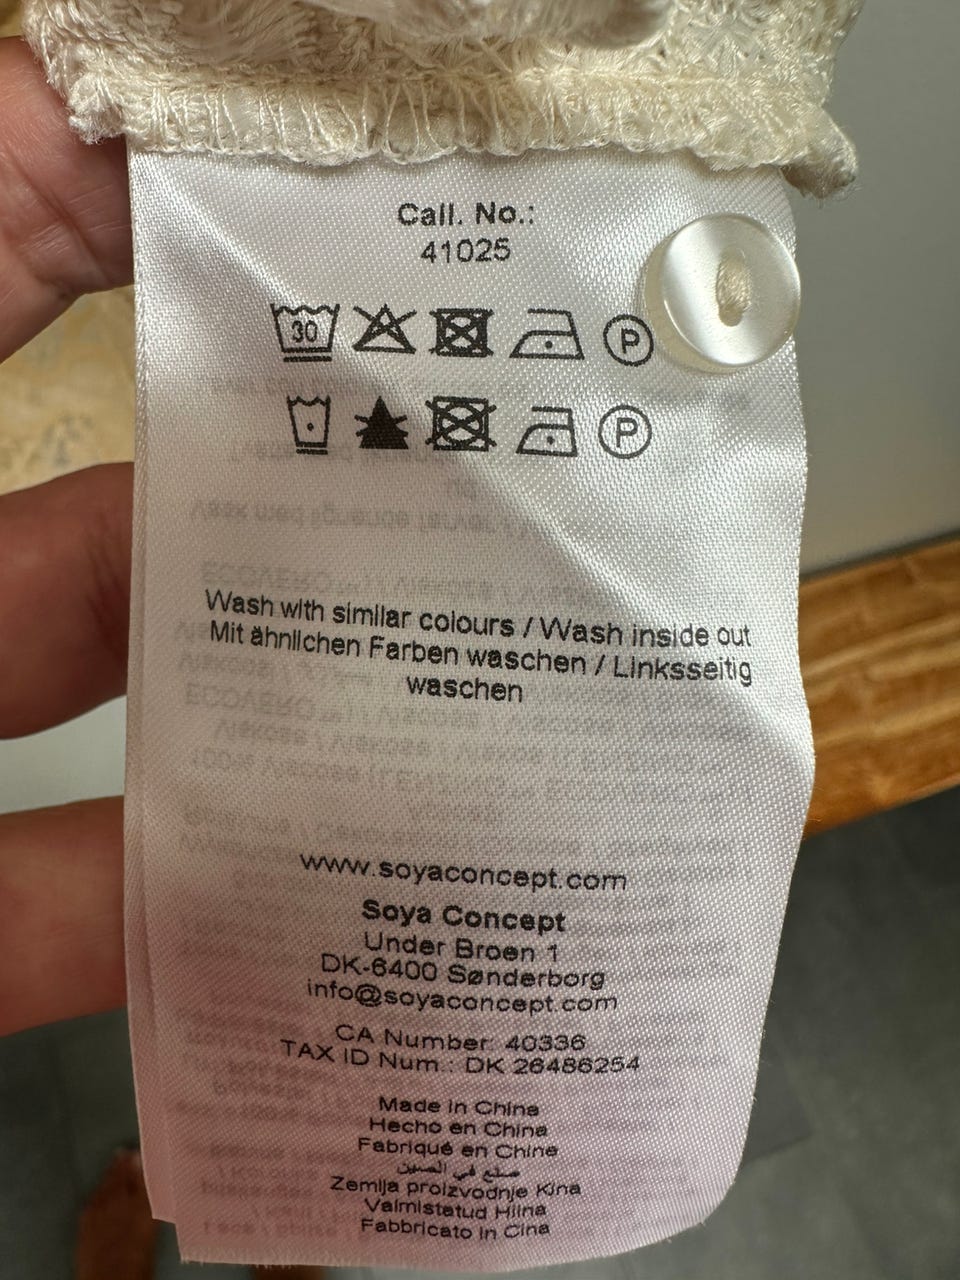 Call. No.:
41025
30
P
P
Wash with similar colours / Wash inside out
Mit ähnlichen Farben waschen / Linksseitig
waschen
www.soyaconcept.com
Soya Concept
Under Broen 1
DK-6400 Sønderborg
info@soyaconcept.com
CA Number: 40336
TAX ID Num.: DK 26486254
Made in China
Hecho en China
Fabriqué en Chine
صنع في الصين
Zemlja proizvodnje Kina
Valmistatud Hiina
Fabbricato in Cina